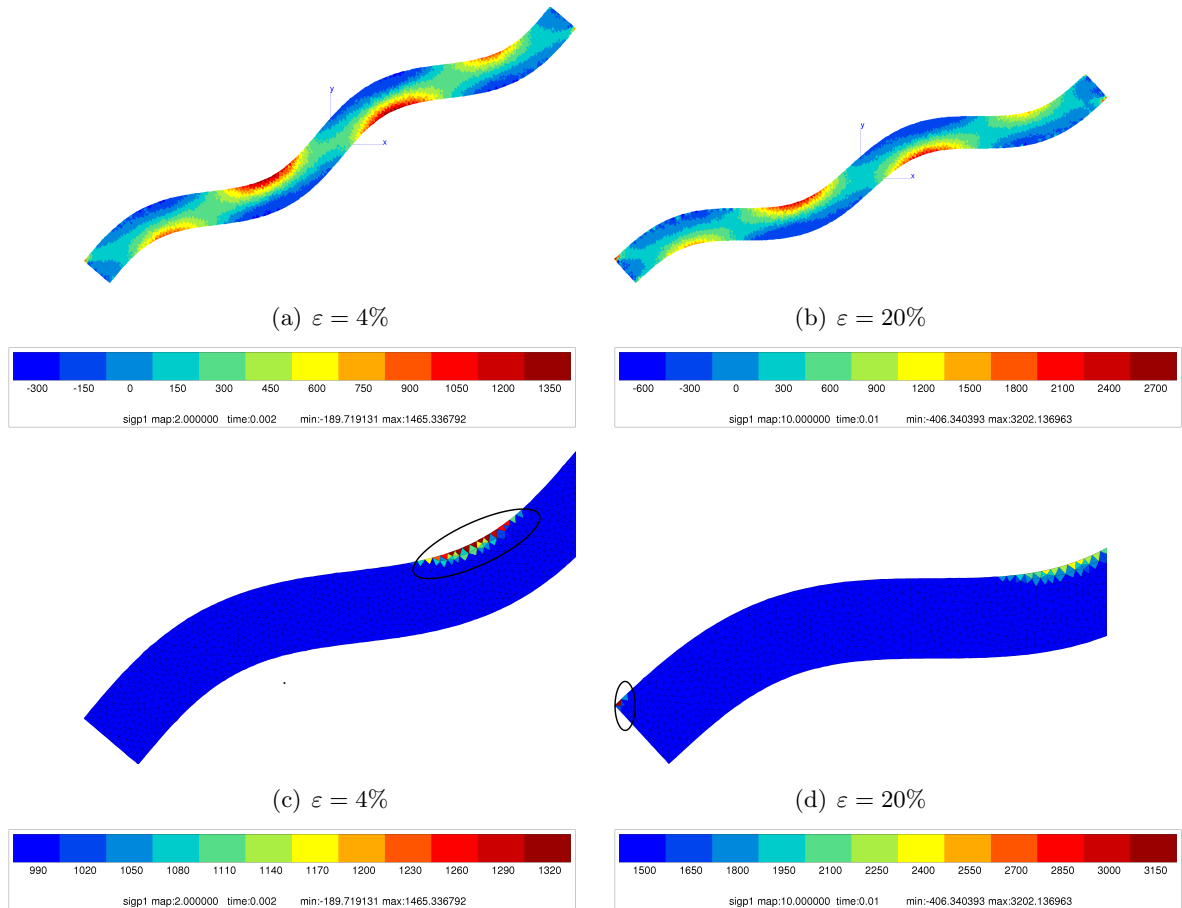 y
x
y
x
(a) ε = 4%
(b) ε = 20%
-300 -150 0 150 300 450 600 750 900 1050 1200 1350
sigp1 map:2.000000 time:0.002 min:-189.719131 max:1465.336792
-600 -300 0 300 600 900 1200 1500 1800 2100 2400 2700
sigp1 map:10.000000 time:0.01 min:-406.340393 max:3202.136963
(c) ε = 4%
(d) ε = 20%
990 1020 1050 1080 1110 1140 1170 1200 1230 1260 1290 1320
sigp1 map:2.000000 time:0.002 min:-189.719131 max:1465.336792
1500 1650 1800 1950 2100 2250 2400 2550 2700 2850 3000 3150
sigp1 map:10.000000 time:0.01 min:-406.340393 max:3202.136963